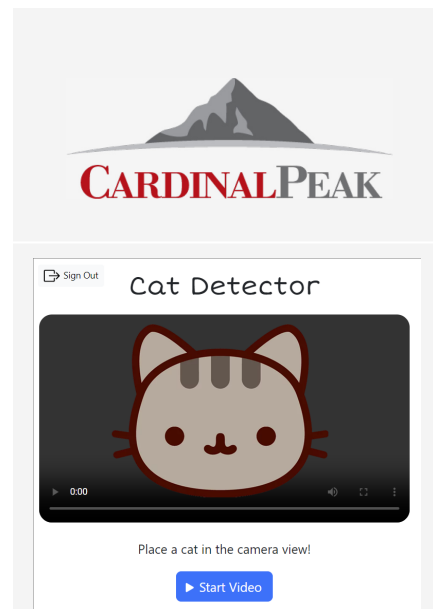 CARDINALPEAK
Sign Out
Cat Detector
0:00
Place a cat in the camera view!
Start Video